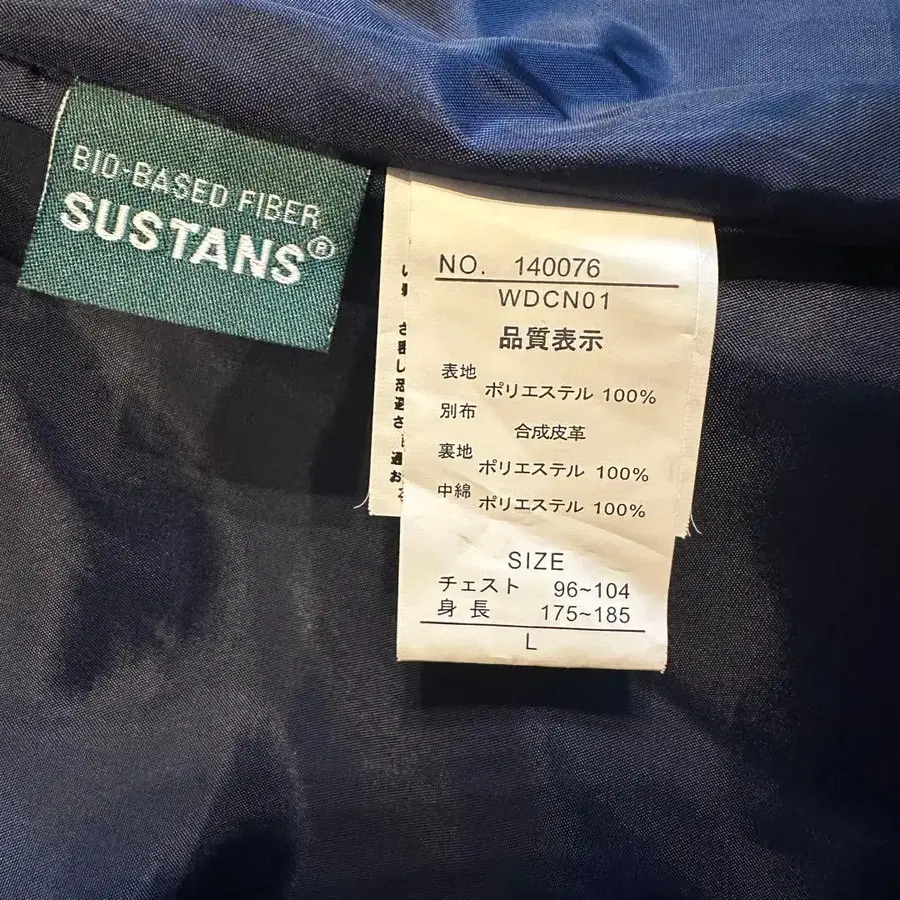 BIO-BASED FIBER
SUSTANS®
NO. 140076
WDCN01
品質表示
表地
ポリエステル 100%
別布
合成皮革
裏地
ポリエステル 100%
中綿
ポリエステル 100%
SIZE
チェスト 96~104
身長 175~185
L